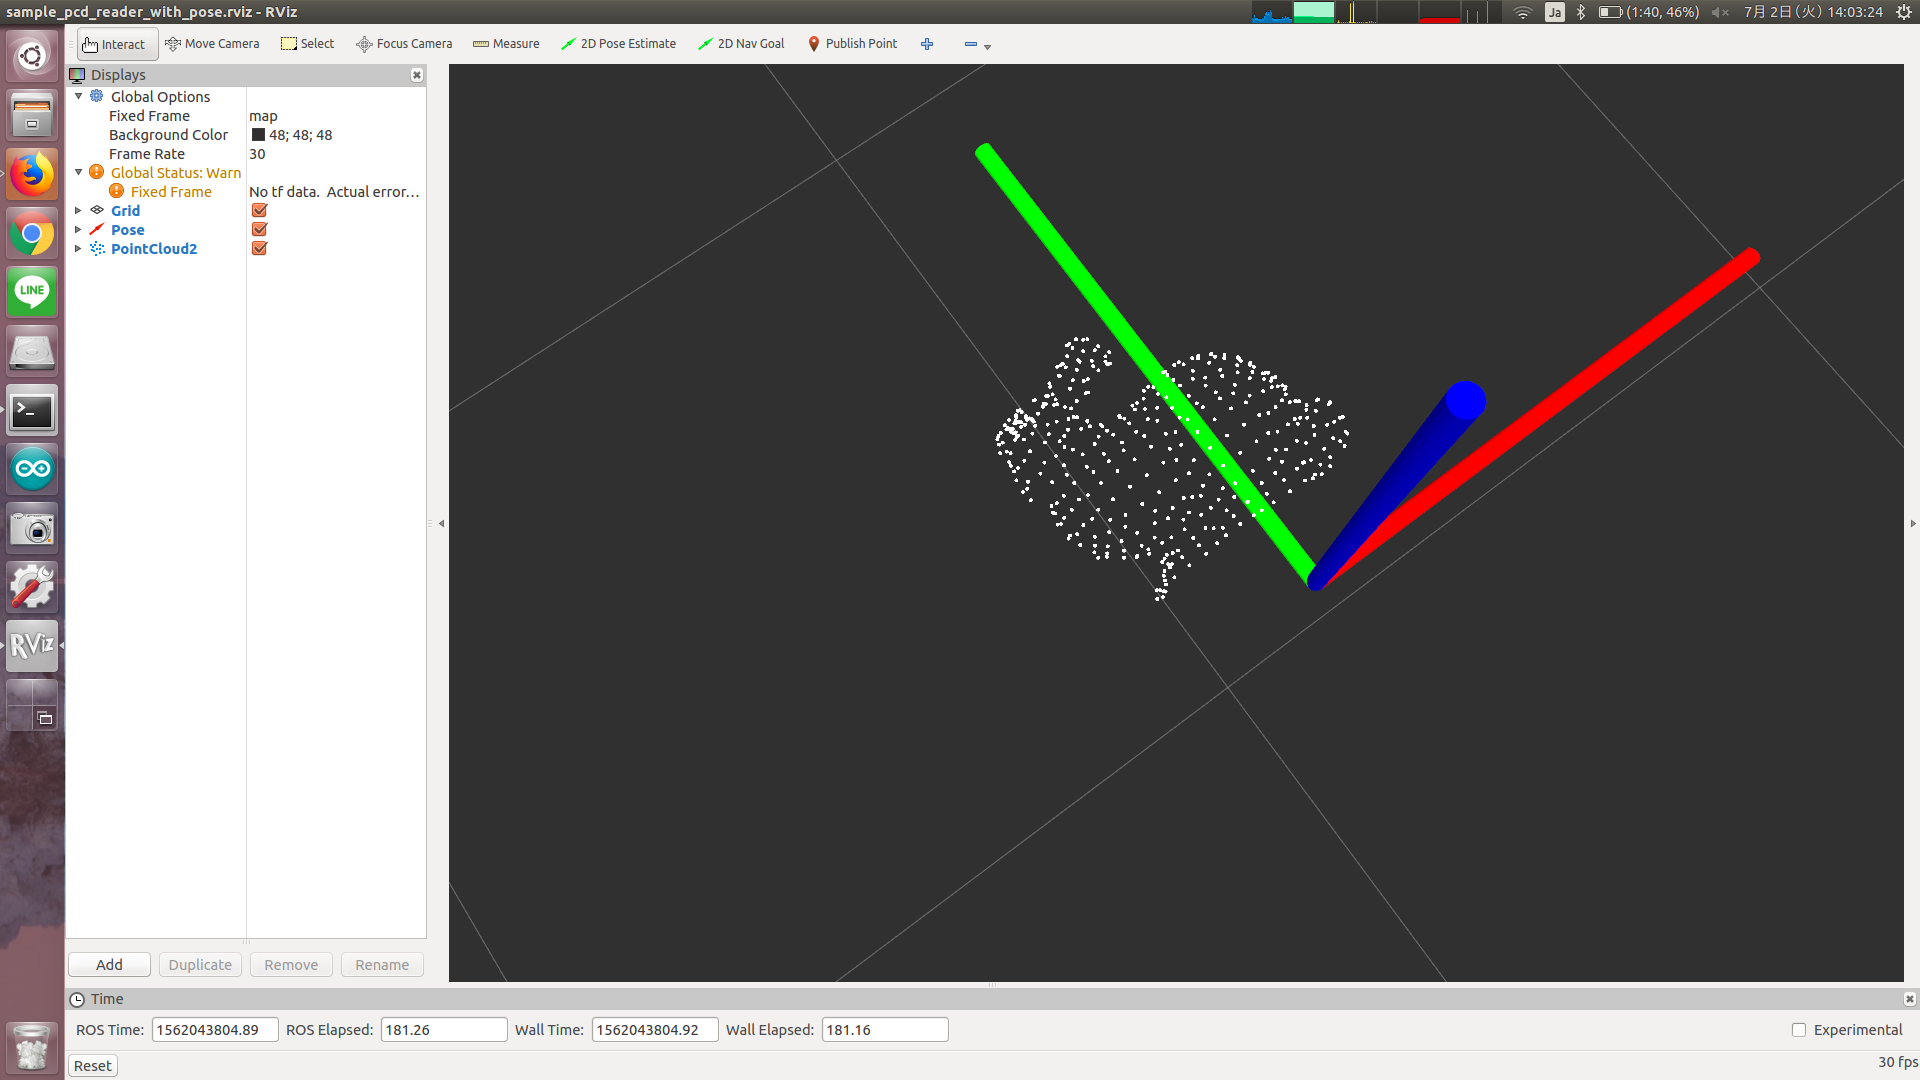 sample_pcd_reader_with_pose.rviz - RViz
Ja
(1:40, 46%)
7月 2日(火) 14:03:24
Interact
Move Camera
Select
Focus Camera
Measure
2D Pose Estimate
2D Nav Goal
Publish Point
Displays
Global Options
Fixed Frame
map
Background Color
48; 48; 48
Frame Rate
30
Global Status: Warn
Fixed Frame
No tf data.  Actual error…
Grid
Pose
PointCloud2
LINE
>_
RViz
Add
Duplicate
Remove
Rename
Time
ROS Time:
1562043804.89
ROS Elapsed:
181.26
Wall Time:
1562043804.92
Wall Elapsed:
181.16
Experimental
Reset
30 fps